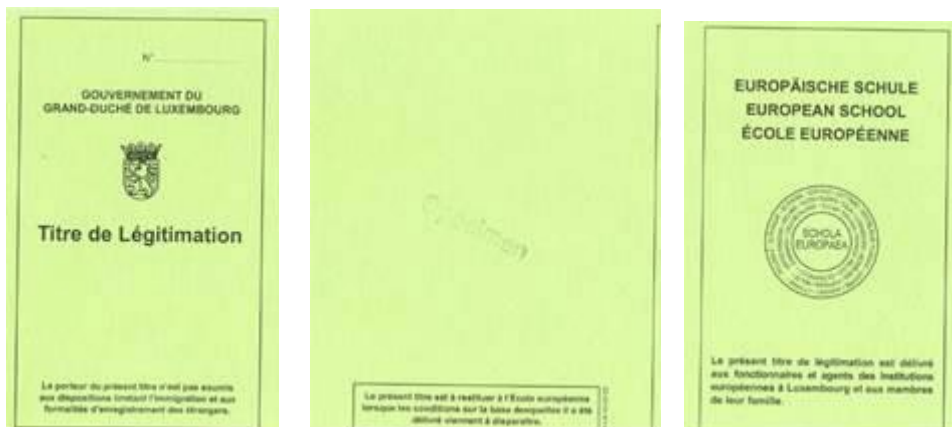 N°
GOUVERNEMENT DU
GRAND-DUCHÉ DE LUXEMBOURG
Titre de Légitimation
Le porteur du présent titre n'est pas soumis
aux dispositions limitant l'immigration et aux
formalités d'enregistrement des étrangers.
Specimen
Le présent titre est à restituer à l'École européenne
lorsque les conditions sur la base desquelles il a été
délivré viennent à disparaître.
EUROPÄISCHE SCHULE
EUROPEAN SCHOOL
ÉCOLE EUROPÉENNE
SCHOLA
EUROPAEA
Le présent titre de légitimation est délivré
aux fonctionnaires et agents des institutions
européennes à Luxembourg et aux membres
de leur famille.